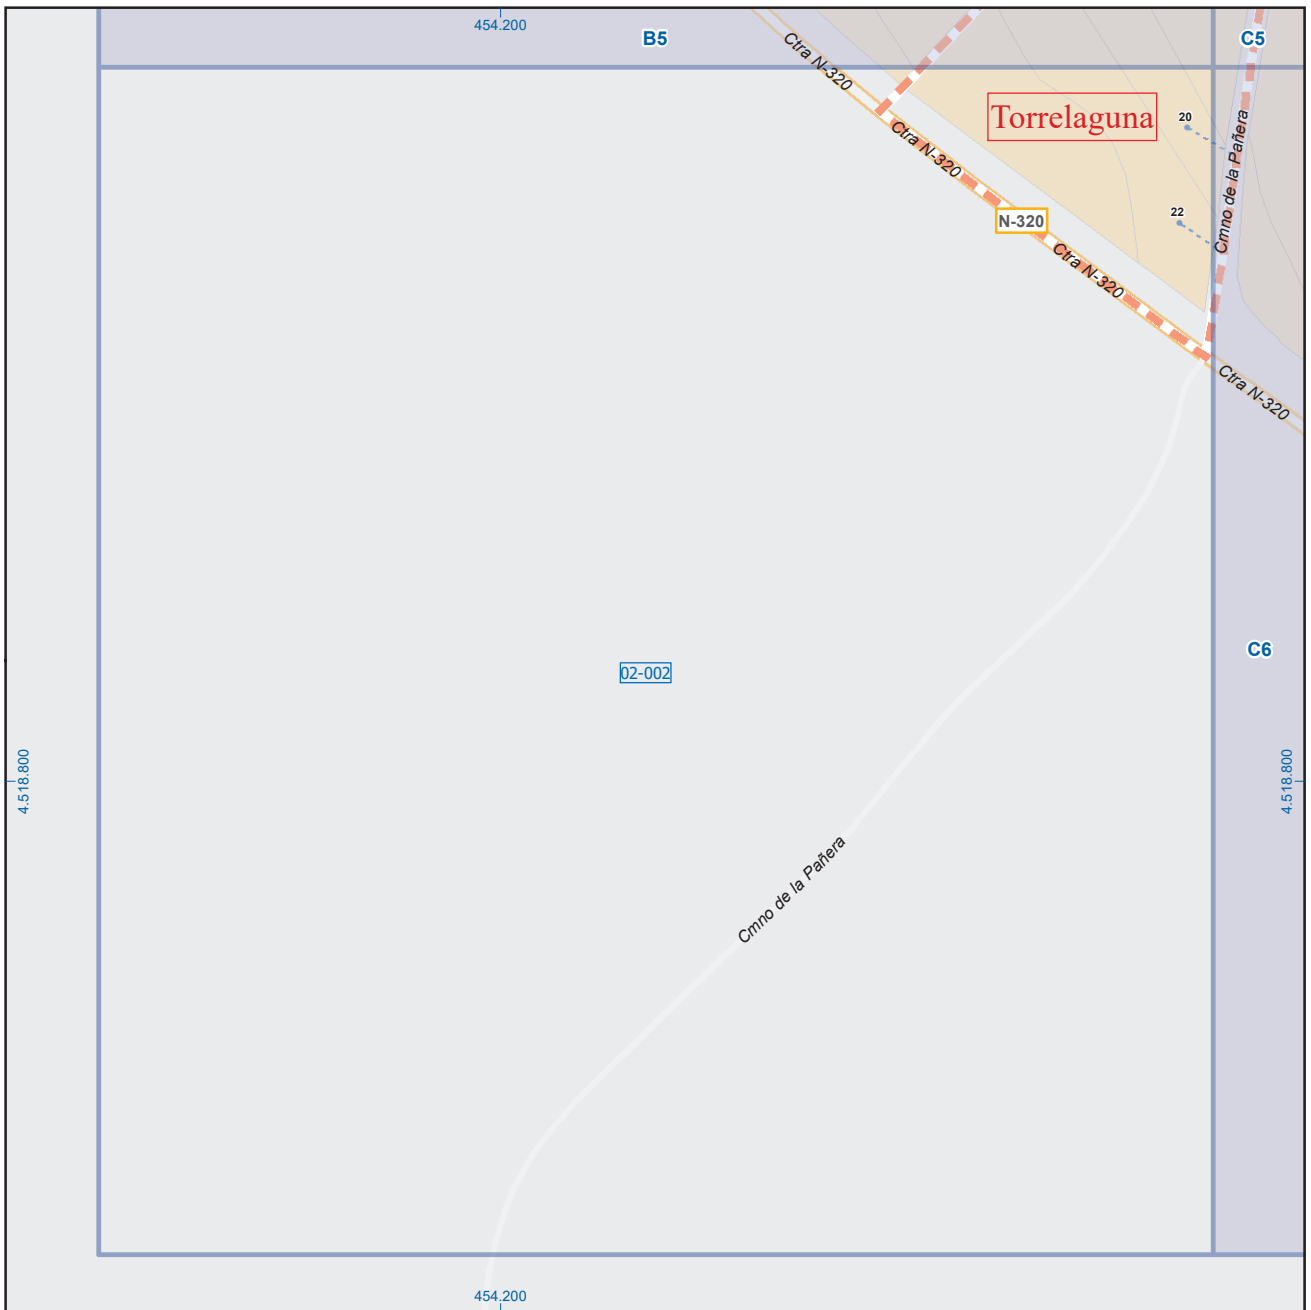 454.200
B5
C5
Ctra N-320
Torrelaguna
20
Ctra N-320
Cmno de la Pañera
22
N-320
Ctra N-320
Ctra N-320
C6
02-002
4.518.800
4.518.800
Cmno de la Pañera
454.200